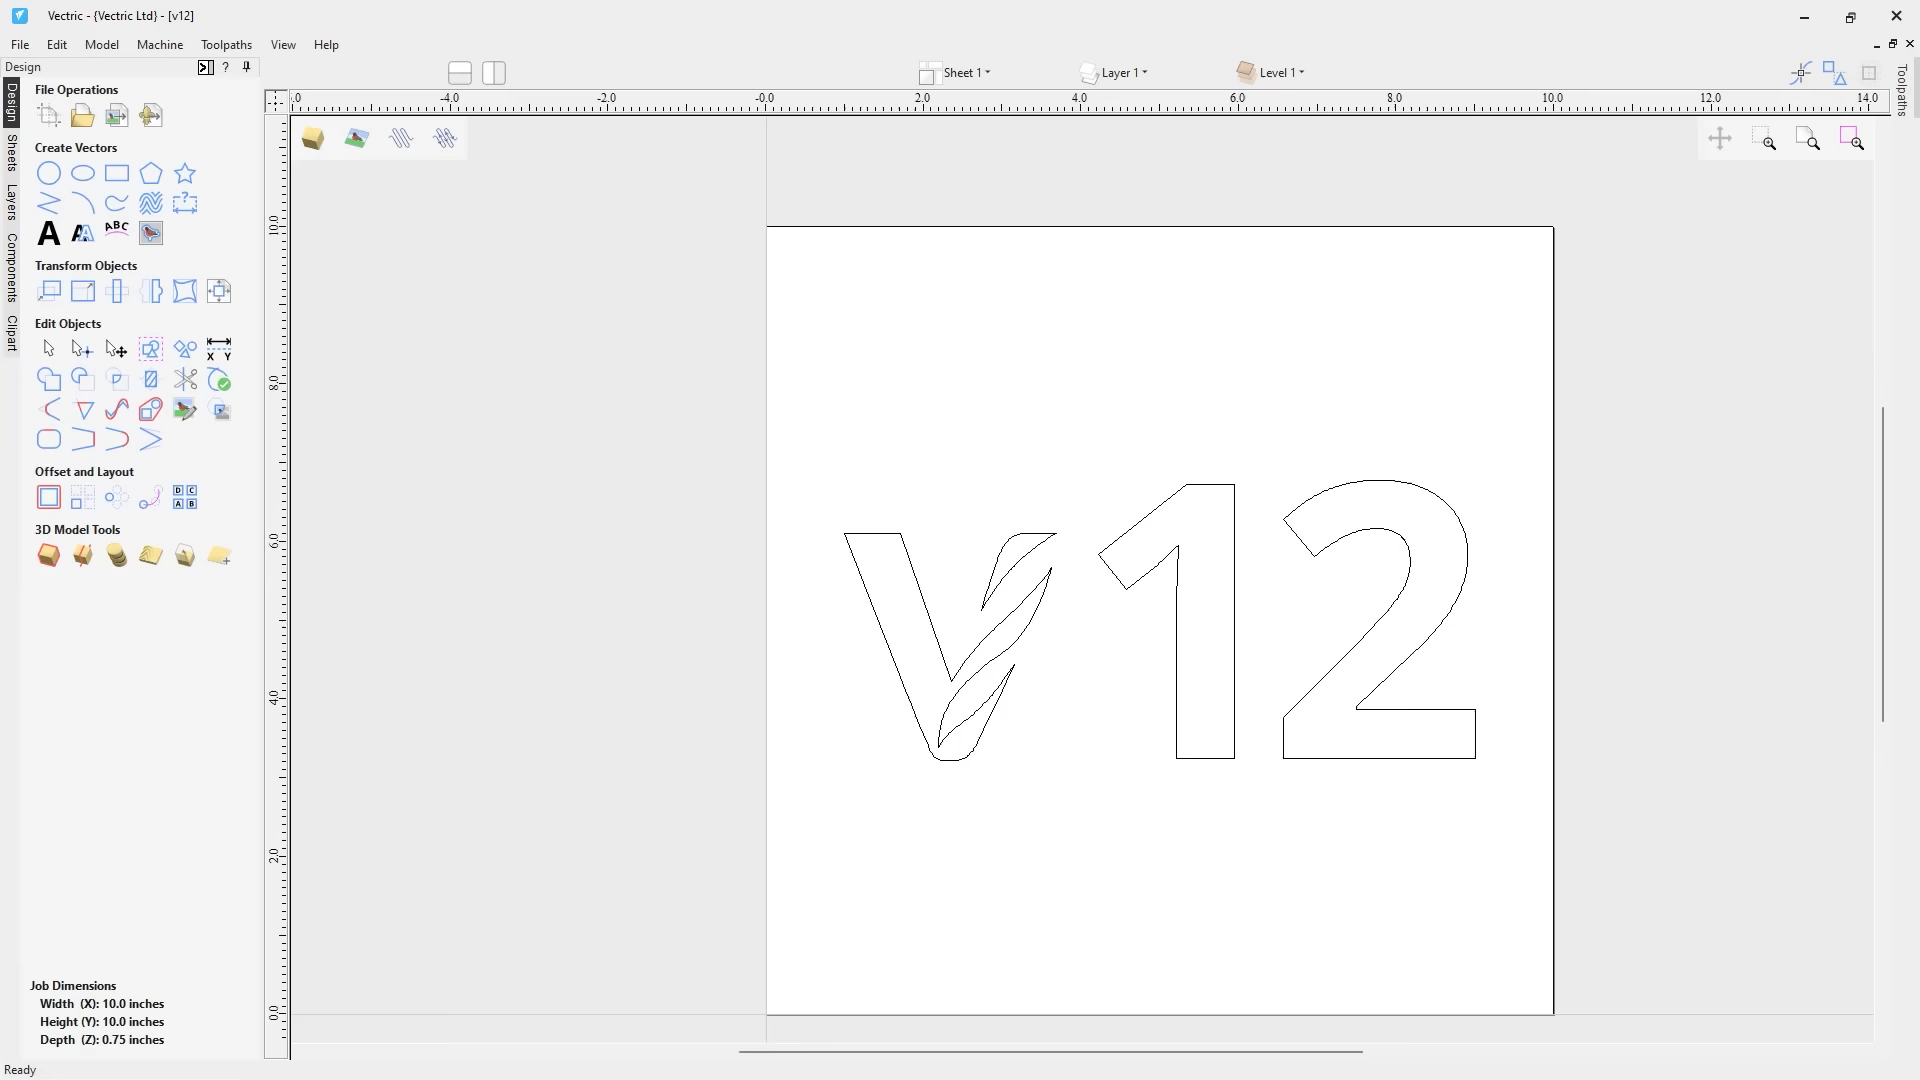 Vectric - {Vectric Ltd} - [v12]
File Edit Model Machine Toolpaths View Help
Design ?
Sheet 1 Layer 1 Level 1
Design
Sheets
Layers
Components
Clipart
File Operations
Create Vectors
?
A A ABC
Transform Objects
Edit Objects
X Y
Offset and Layout
D C
A B
3D Model Tools
Job Dimensions
Width (X): 10.0 inches
Height (Y): 10.0 inches
Depth (Z): 0.75 inches
Ready
.0 -4.0 -2.0 -0.0 2.0 4.0 6.0 8.0 10.0 12.0 14.0
10.0
8.0
6.0
4.0
2.0
0.0
v12
Toolpaths